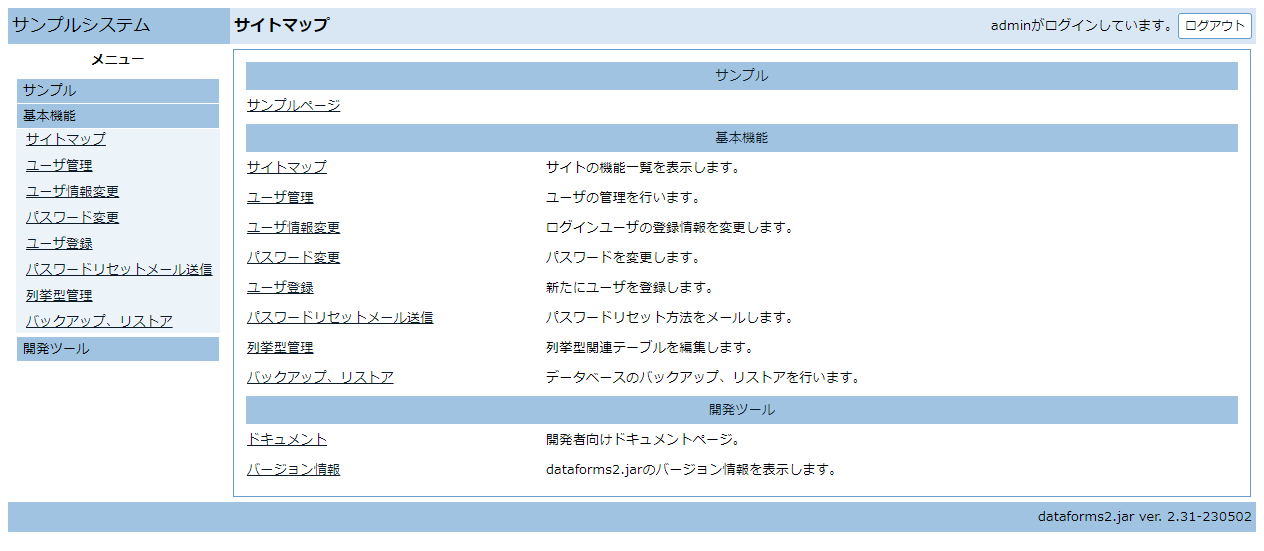 サンプルシステム
サイトマップ
adminがログインしています。 ログアウト
メニュー
サンプル
基本機能
サイトマップ
ユーザ管理
ユーザ情報変更
パスワード変更
ユーザ登録
パスワードリセットメール送信
列挙型管理
バックアップ、リストア
開発ツール
サンプル
サンプルページ
基本機能
サイトマップ サイトの機能一覧を表示します。
ユーザ管理 ユーザの管理を行います。
ユーザ情報変更 ログインユーザの登録情報を変更します。
パスワード変更 パスワードを変更します。
ユーザ登録 新たにユーザを登録します。
パスワードリセットメール送信 パスワードリセット方法をメールします。
列挙型管理 列挙型関連テーブルを編集します。
バックアップ、リストア データベースのバックアップ、リストアを行います。
開発ツール
ドキュメント 開発者向けドキュメントページ。
バージョン情報 dataforms2.jarのバージョン情報を表示します。
dataforms2.jar ver. 2.31-230502